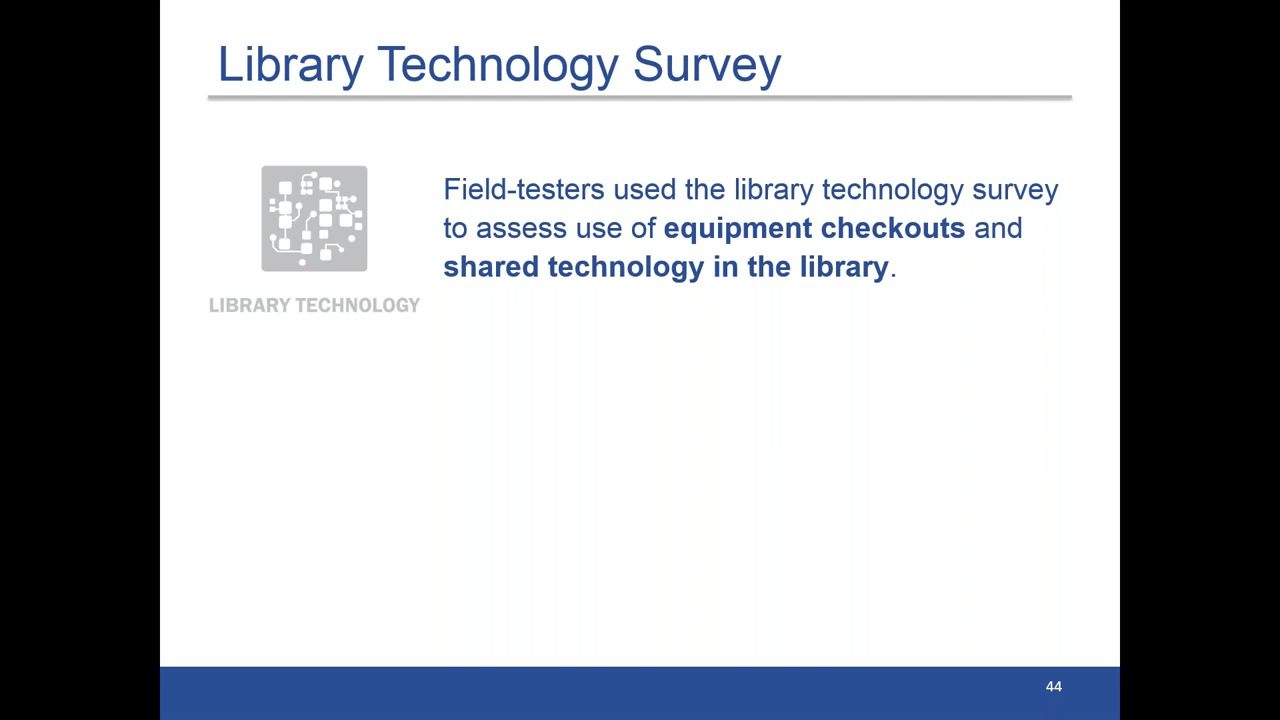 Library Technology Survey
Field-testers used the library technology survey
to assess use of equipment checkouts and
shared technology in the library.
LIBRARY TECHNOLOGY
44